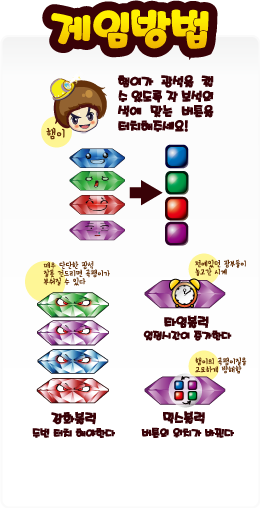 게임방법
햄이가 광석을 캘
수 있도록 각 보석의
색에 맞는 버튼을
터치해주세요!
햄이
매우 단단한 광석
잘못 건드리면 곡괭이가
부숴질 수 있다
강화블럭
두번 터치 해야한다
전에있던 광부들이
놓고간 시계
타임블럭
일정시간이 증가한다
햄이의 곡괭이질을
교묘하게 방해함
믹스블럭
버튼의 위치가 바뀐다